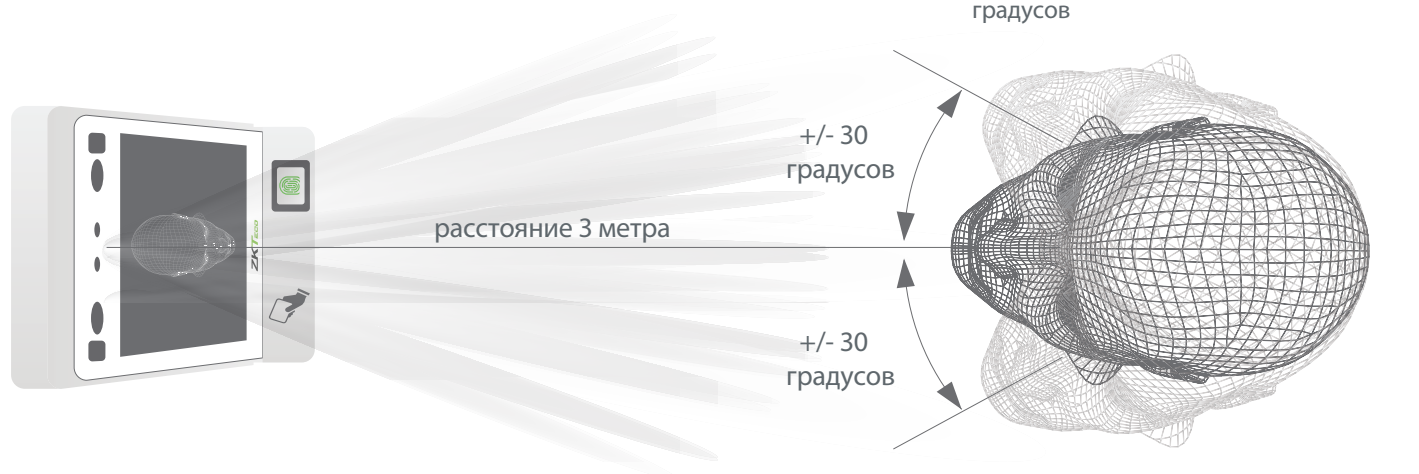 градусов
+/- 30
градусов
расстояние 3 метра
ZKTeco
+/- 30
градусов